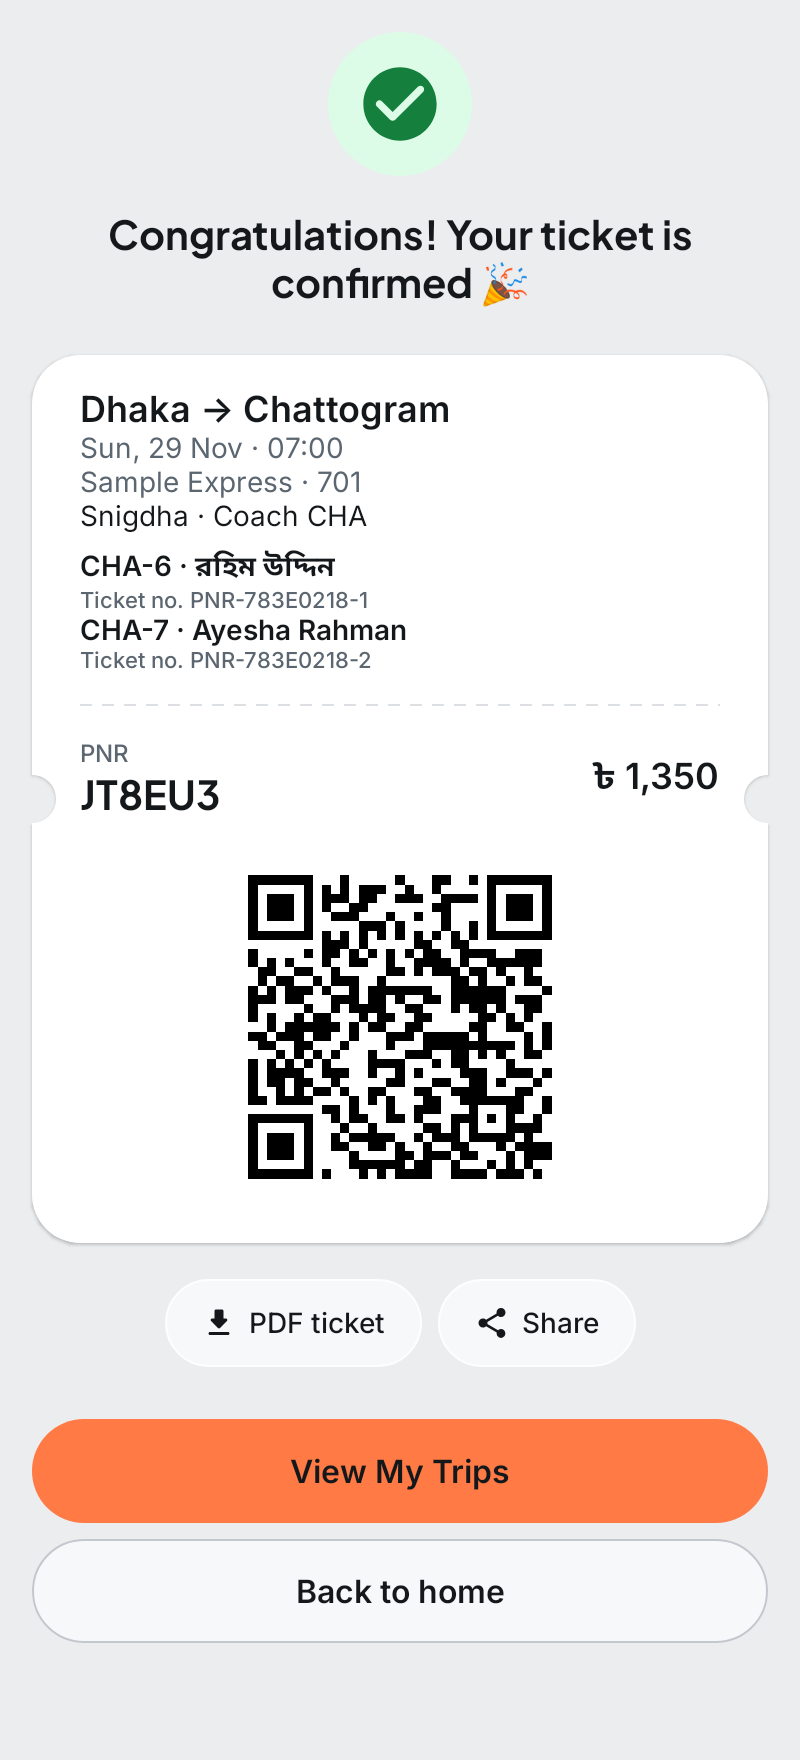 Congratulations! Your ticket is
confirmed 🎉
Dhaka → Chattogram
Sun, 29 Nov · 07:00
Sample Express · 701
Snigdha · Coach CHA
CHA-6 · রহিম উদ্দিন
Ticket no. PNR-783E0218-1
CHA-7 · Ayesha Rahman
Ticket no. PNR-783E0218-2
PNR
JT8EU3
৳ 1,350
PDF ticket
Share
View My Trips
Back to home